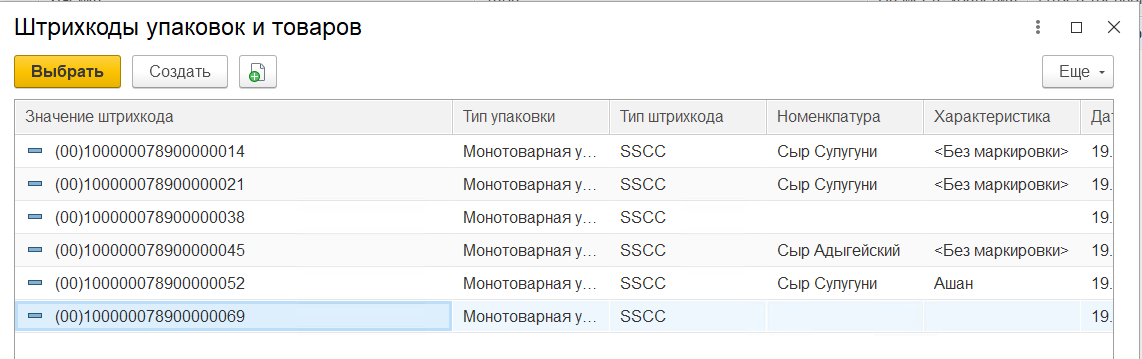 Штрихкоды упаковок и товаров
Выбрать Создать Еще
Значение штрихкода Тип упаковки Тип штрихкода Номенклатура Характеристика Дат
(00)100000078900000014 Монотоварная у... SSCC Сыр Сулугуни <Без маркировки> 19.
(00)100000078900000021 Монотоварная у... SSCC Сыр Сулугуни <Без маркировки> 19.
(00)100000078900000038 Монотоварная у... SSCC 19.
(00)100000078900000045 Монотоварная у... SSCC Сыр Адыгейский <Без маркировки> 19.
(00)100000078900000052 Монотоварная у... SSCC Сыр Сулугуни Ашан 19.
(00)100000078900000069 Монотоварная у... SSCC 19.